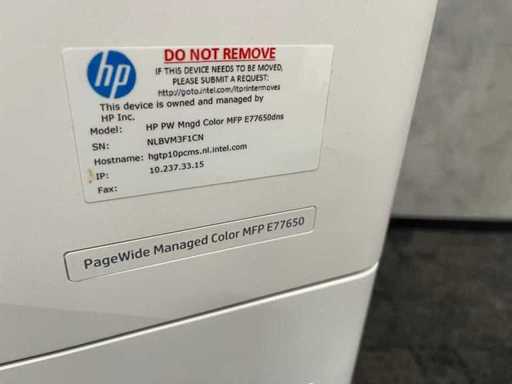 hp
DO NOT REMOVE
IF THIS DEVICE NEEDS TO BE MOVED,
PLEASE SUBMIT A REQUEST:
http://goto.intel.com/itprintermoves
This device is owned and managed by
HP Inc.
Model: HP PW Mngd Color MFP E77650dns
SN: NLBVM3F1CN
Hostname: hgtp10pcms.nl.intel.com
IP: 10.237.33.15
Fax:
PageWide Managed Color MFP E77650